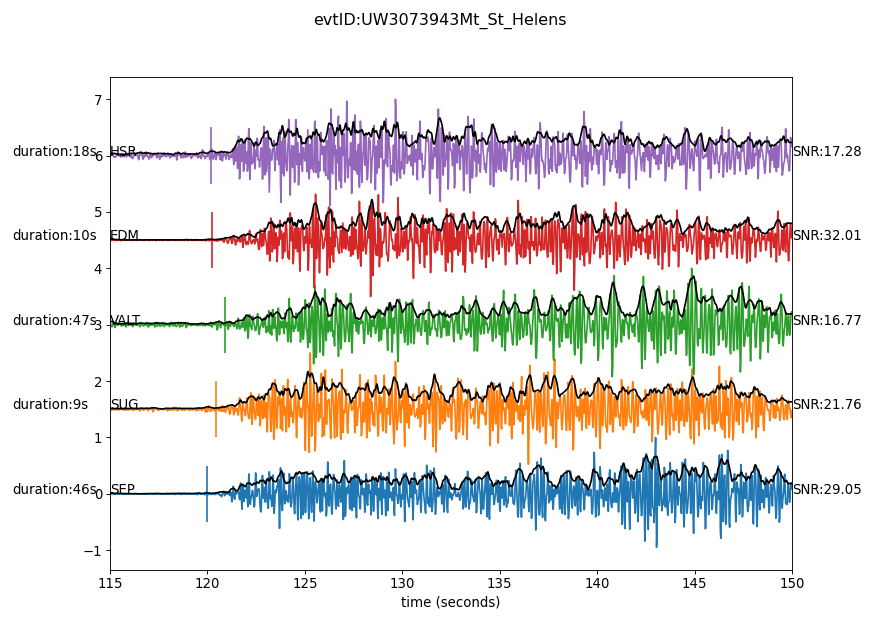 evtID:UW3073943Mt_St_Helens
7
duration:18s HSR SNR:17.28
6
5
duration:10s EDM SNR:32.01
4
duration:47s VALT SNR:16.77
3
2
duration:9s SUG SNR:21.76
1
duration:46s SEP SNR:29.05
0
−1
115 120 125 130 135 140 145 150
time (seconds)